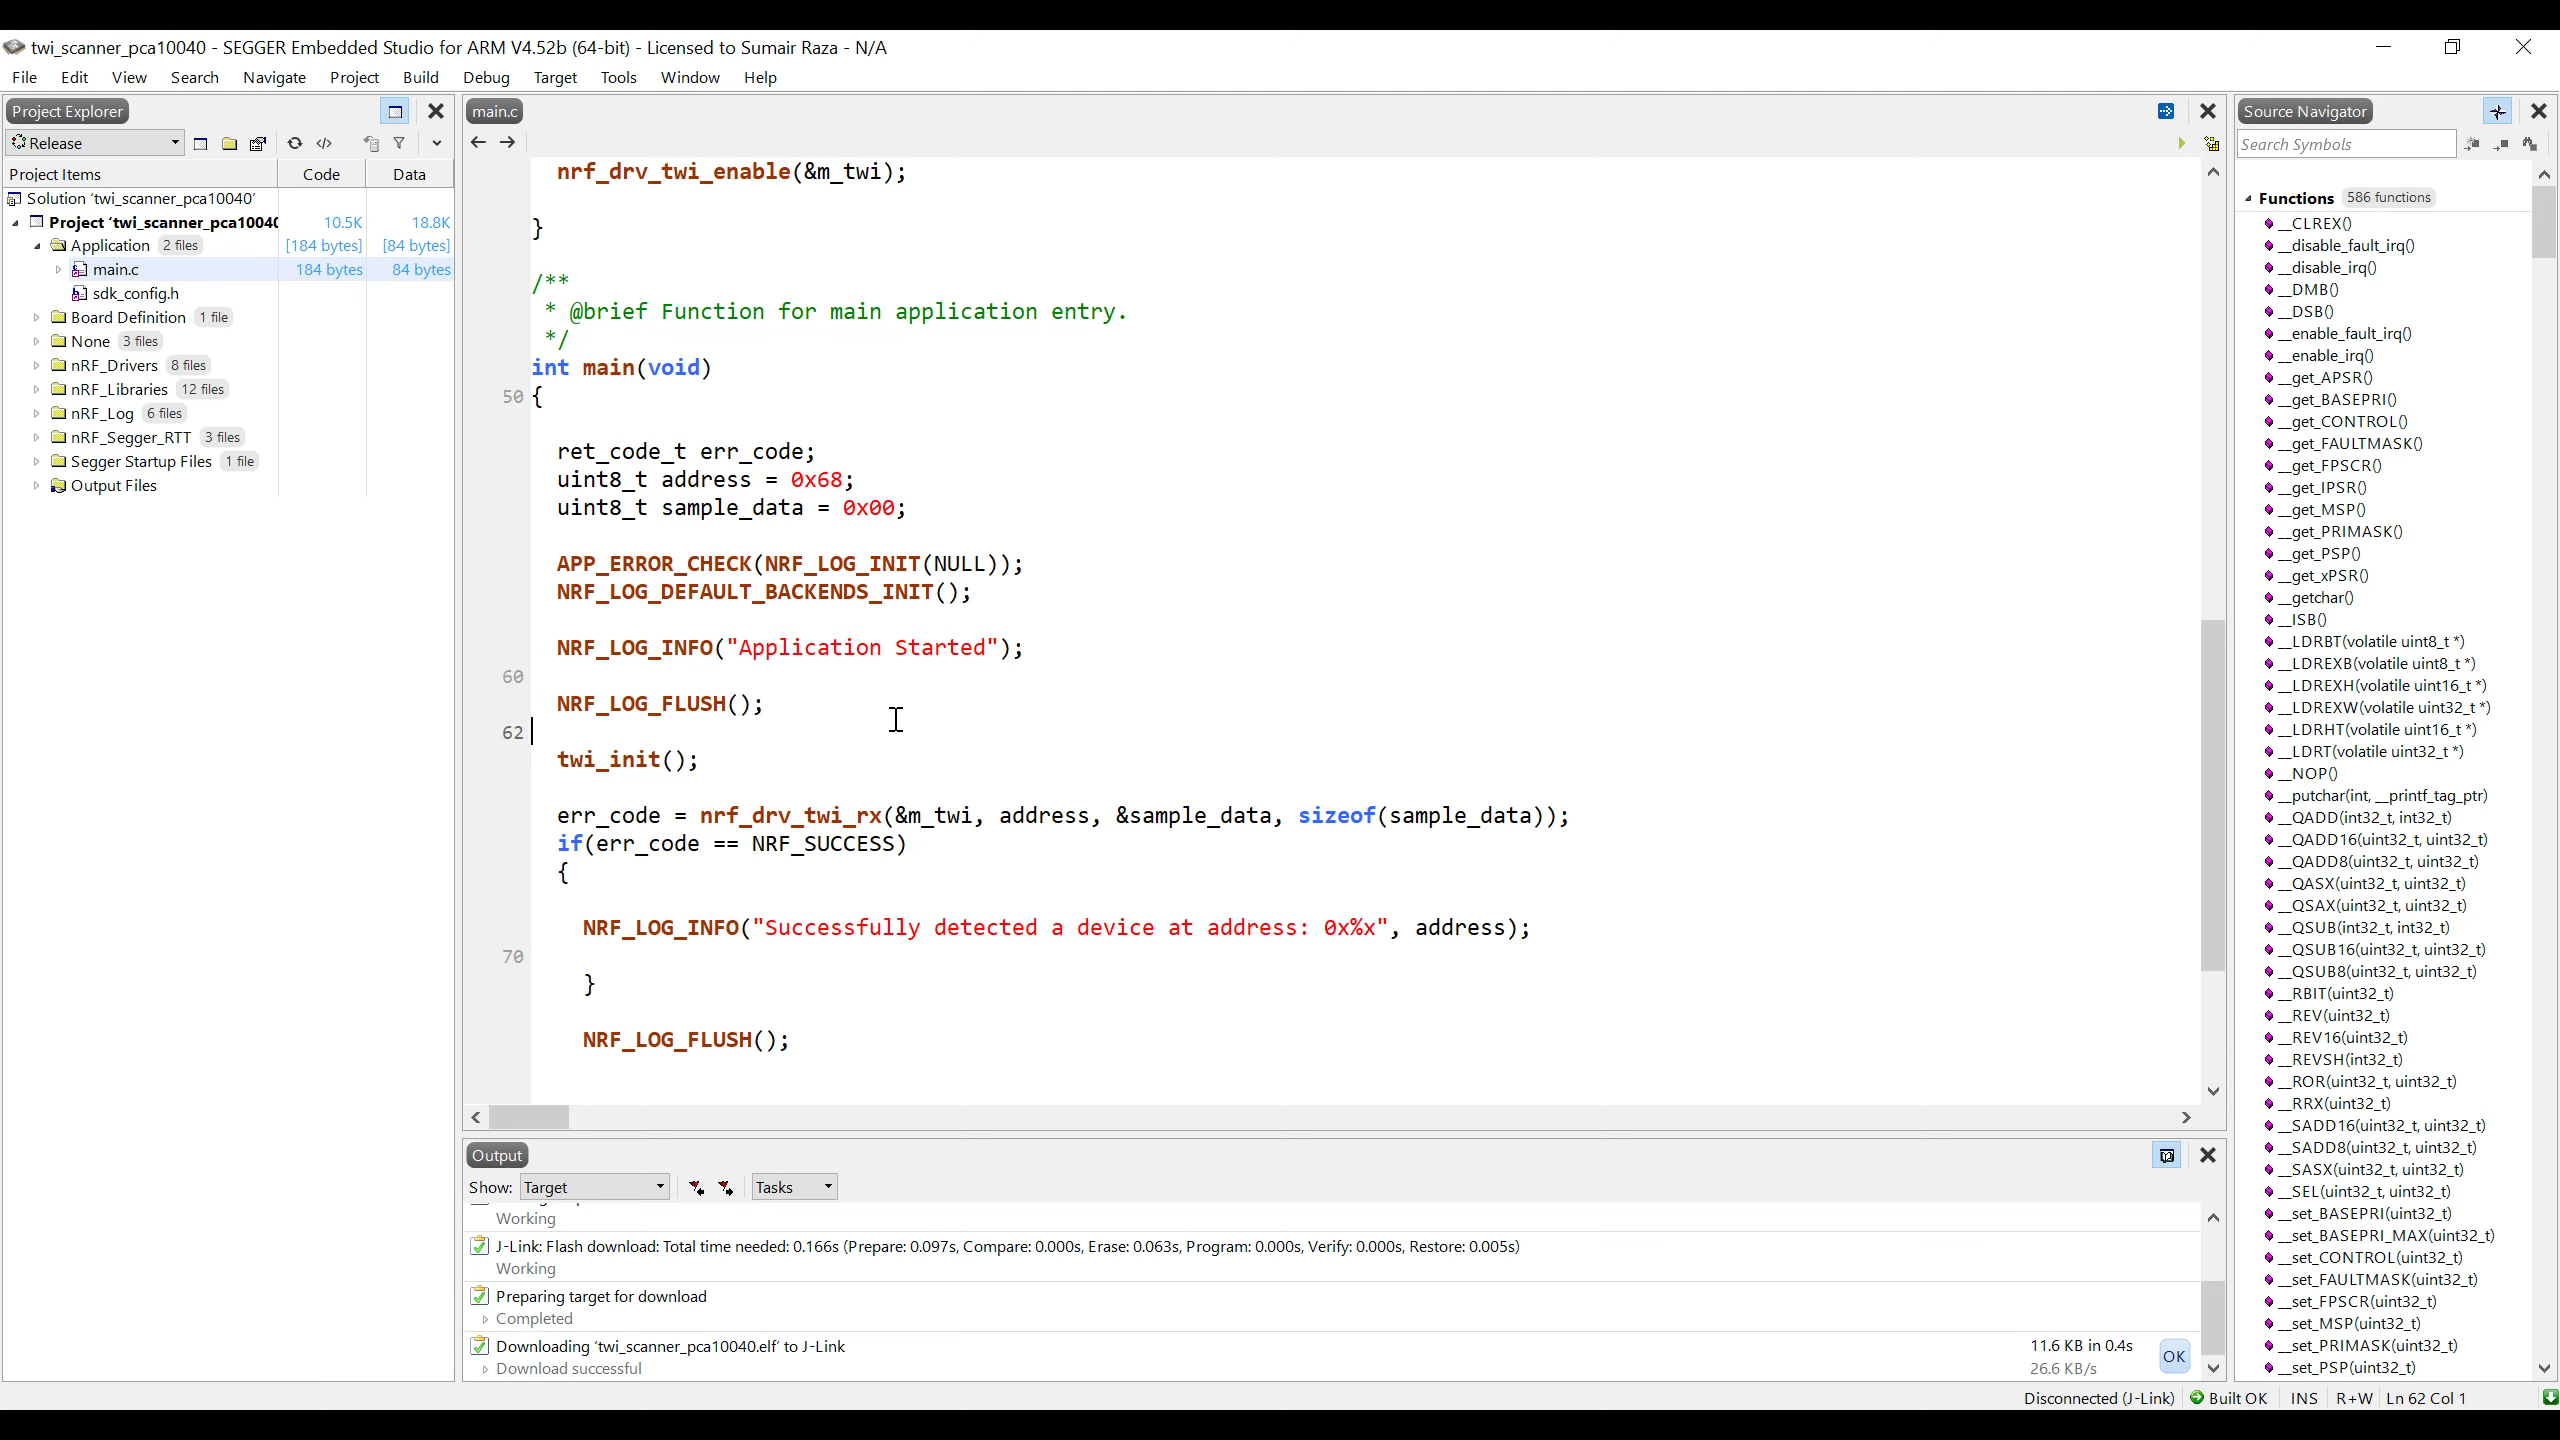 twi_scanner_pca10040 - SEGGER Embedded Studio for ARM V4.52b (64-bit) - Licensed to Sumair Raza - N/A
File Edit View Search Navigate Project Build Debug Target Tools Window Help
Project Explorer
Release
Project Items Code Data
Solution 'twi_scanner_pca10040'
Project 'twi_scanner_pca10040 10.5K 18.8K
Application 2 files [184 bytes] [84 bytes]
main.c 184 bytes 84 bytes
sdk_config.h
Board Definition 1 file
None 3 files
nRF_Drivers 8 files
nRF_Libraries 12 files
nRF_Log 6 files
nRF_Segger_RTT 3 files
Segger Startup Files 1 file
Output Files
main.c
nrf_drv_twi_enable(&m_twi);
}
/**
* @brief Function for main application entry.
*/
int main(void)
50 {
ret_code_t err_code;
uint8_t address = 0x68;
uint8_t sample_data = 0x00;
APP_ERROR_CHECK(NRF_LOG_INIT(NULL));
NRF_LOG_DEFAULT_BACKENDS_INIT();
NRF_LOG_INFO("Application Started");
60
NRF_LOG_FLUSH();
62
twi_init();
err_code = nrf_drv_twi_rx(&m_twi, address, &sample_data, sizeof(sample_data));
if(err_code == NRF_SUCCESS)
{
NRF_LOG_INFO("Successfully detected a device at address: 0x%x", address);
70
}
NRF_LOG_FLUSH();
Output
Show: Target Tasks
Working
J-Link: Flash download: Total time needed: 0.166s (Prepare: 0.097s, Compare: 0.000s, Erase: 0.063s, Program: 0.000s, Verify: 0.000s, Restore: 0.005s)
Working
Preparing target for download
Completed
Downloading 'twi_scanner_pca10040.elf' to J-Link 11.6 KB in 0.4s
OK
Download successful 26.6 KB/s
Source Navigator
Search Symbols
Functions 586 functions
__CLREX()
__disable_fault_irq()
__disable_irq()
__DMB()
__DSB()
__enable_fault_irq()
__enable_irq()
__get_APSR()
__get_BASEPRI()
__get_CONTROL()
__get_FAULTMASK()
__get_FPSCR()
__get_IPSR()
__get_MSP()
__get_PRIMASK()
__get_PSP()
__get_xPSR()
__getchar()
__ISB()
__LDRBT(volatile uint8_t *)
__LDREXB(volatile uint8_t *)
__LDREXH(volatile uint16_t *)
__LDREXW(volatile uint32_t *)
__LDRHT(volatile uint16_t *)
__LDRT(volatile uint32_t *)
__NOP()
__putchar(int, __printf_tag_ptr)
__QADD(int32_t, int32_t)
__QADD16(uint32_t, uint32_t)
__QADD8(uint32_t, uint32_t)
__QASX(uint32_t, uint32_t)
__QSAX(uint32_t, uint32_t)
__QSUB(int32_t, int32_t)
__QSUB16(uint32_t, uint32_t)
__QSUB8(uint32_t, uint32_t)
__RBIT(uint32_t)
__REV(uint32_t)
__REV16(uint32_t)
__REVSH(int32_t)
__ROR(uint32_t, uint32_t)
__RRX(uint32_t)
__SADD16(uint32_t, uint32_t)
__SADD8(uint32_t, uint32_t)
__SASX(uint32_t, uint32_t)
__SEL(uint32_t, uint32_t)
__set_BASEPRI(uint32_t)
__set_BASEPRI_MAX(uint32_t)
__set_CONTROL(uint32_t)
__set_FAULTMASK(uint32_t)
__set_FPSCR(uint32_t)
__set_MSP(uint32_t)
__set_PRIMASK(uint32_t)
__set_PSP(uint32_t)
Disconnected (J-Link) Built OK INS R+W Ln 62 Col 1